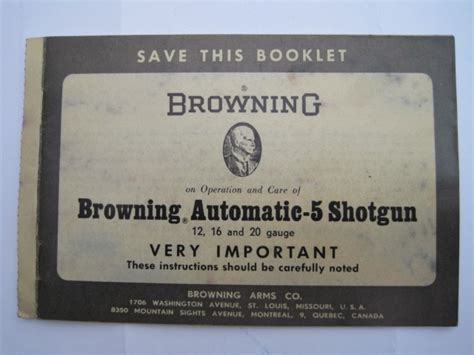 SAVE THIS BOOKLET
®
BROWNING
on Operation and Care of
Browning® Automatic-5 Shotgun
12, 16 and 20 gauge
VERY IMPORTANT
These instructions should be carefully noted
BROWNING ARMS CO.
1706 WASHINGTON AVENUE, ST. LOUIS, MISSOURI, U. S. A.
8350 MOUNTAIN SIGHTS AVENUE, MONTREAL, 9, QUEBEC, CANADA